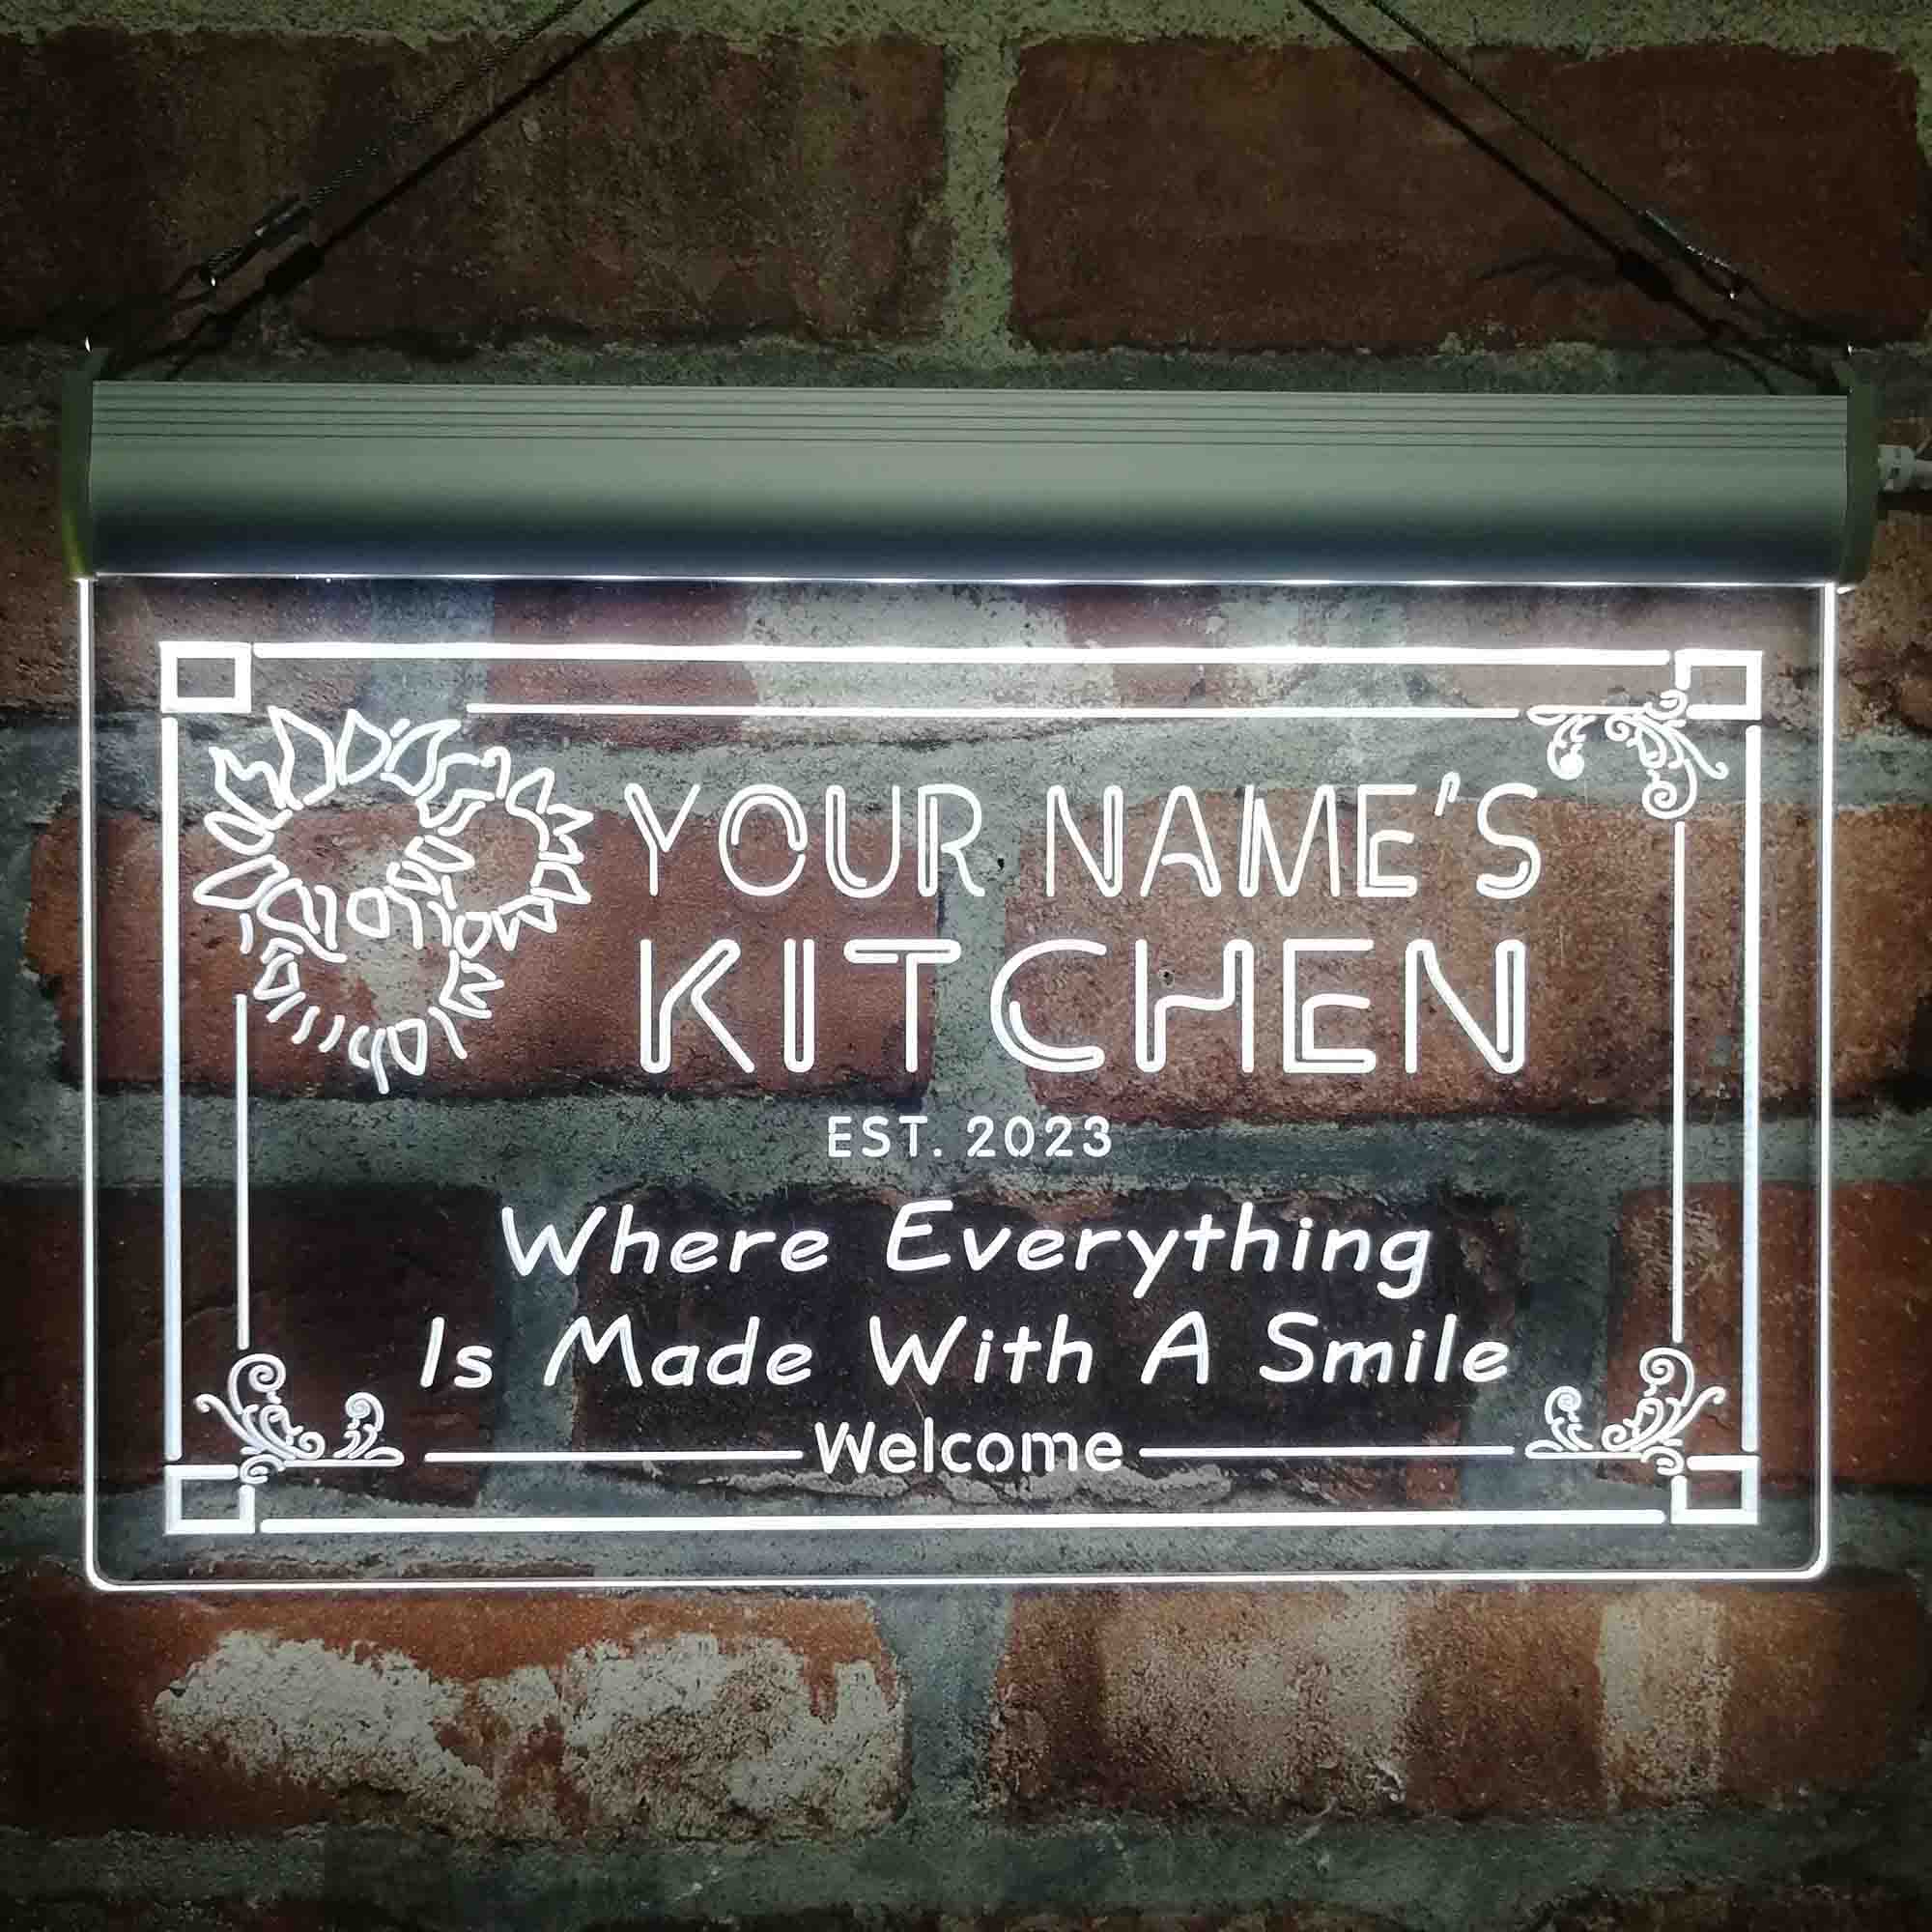 YOUR NAME'S
KITCHEN
EST. 2023
Where Everything
Is Made With A Smile
Welcome